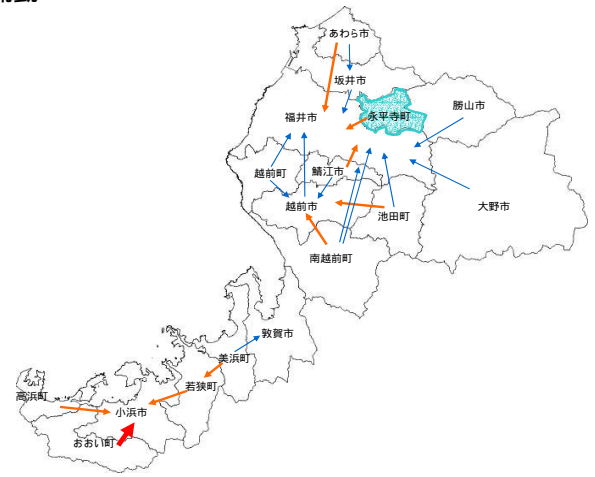 あわら市
坂井市
勝山市
福井市
永平寺町
越前町
鯖江市
越前市
池田町
大野市
南越前町
敦賀市
美浜町
若狭町
高浜町
小浜市
おおい町